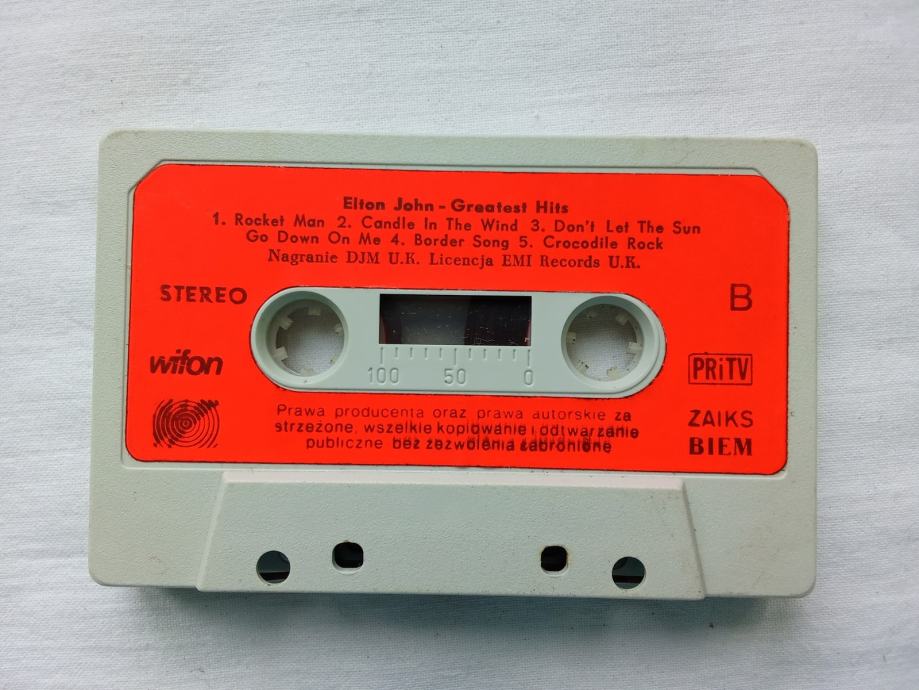 Elton John - Greatest Hits
1. Rocket Man 2. Candle In The Wind 3. Don't Let The Sun
Go Down On Me 4. Border Song 5. Crocodile Rock
Nagranie DJM U.K. Licencja EMI Records U.K.
STEREO
B
wifon
100 50 0
PRiTV
Prawa producenta oraz prawa autorskie za
strzeżone, wszelkie kopiowanie i odtwarzanie
publiczne bez zezwolenia zabronione
ZAIKS
BIEM